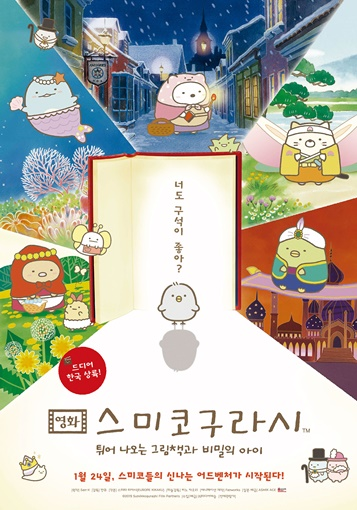 너도 구석이 좋아?
드디어
한국 상륙!
영화
스미코구라시™
튀어 나오는 그림책과 비밀의 아이
1월 24일, 스미코들의 신나는 어드벤처가 시작된다!